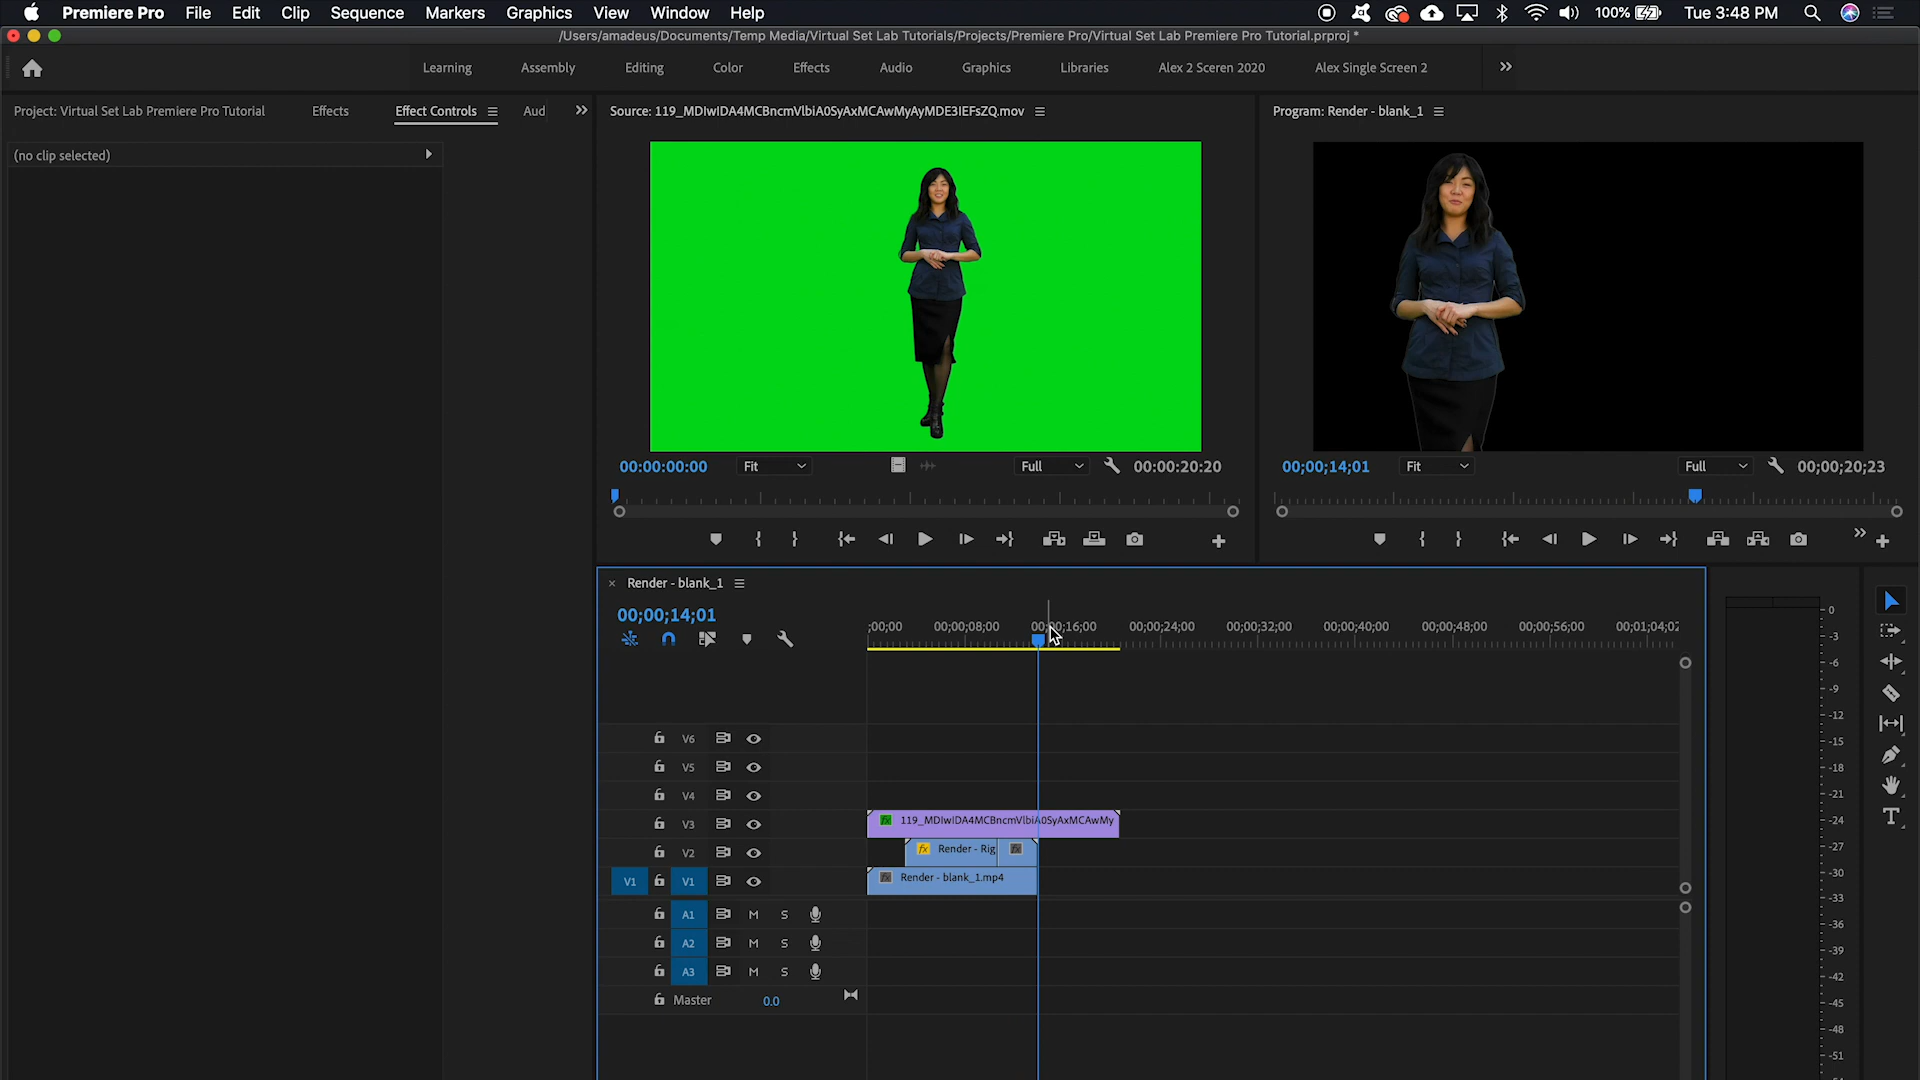 Premiere Pro File Edit Clip Sequence Markers Graphics View Window Help 100% Tue 3:48 PM
/Users/amadeus/Documents/Temp Media/Virtual Set Lab Tutorials/Projects/Premiere Pro/Virtual Set Lab Premiere Pro Tutorial.prproj *
Learning Assembly Editing Color Effects Audio Graphics Libraries Alex 2 Sceren 2020 Alex Single Screen 2
Project: Virtual Set Lab Premiere Pro Tutorial Effects Effect Controls Aud
Source: 119_MDIwIDA4MCBncmVlbiA0SyAxMCAwMyAyMDE3IEFsZQ.mov
Program: Render - blank_1
(no clip selected)
00:00:00:00 Fit Full 00:00:20:20
00;00;14;01 Fit Full 00;00;20;23
Render - blank_1
00;00;14;01
;00;00 00;00;08;00 00;00;16;00 00;00;24;00 00;00;32;00 00;00;40;00 00;00;48;00 00;00;56;00 00;01;04;02
V6
V5
V4
V3 fx 119_MDIwIDA4MCBncmVlbiA0SyAxMCAwMy
V2 fx Render - Rig fx
V1 V1 fx Render - blank_1.mp4
A1 M S
A2 M S
A3 M S
Master 0.0
0
-3
-6
-9
-12
-15
-18
-21
-24
-27
-30
-33
-36
-39
-42
-45
-48
-51